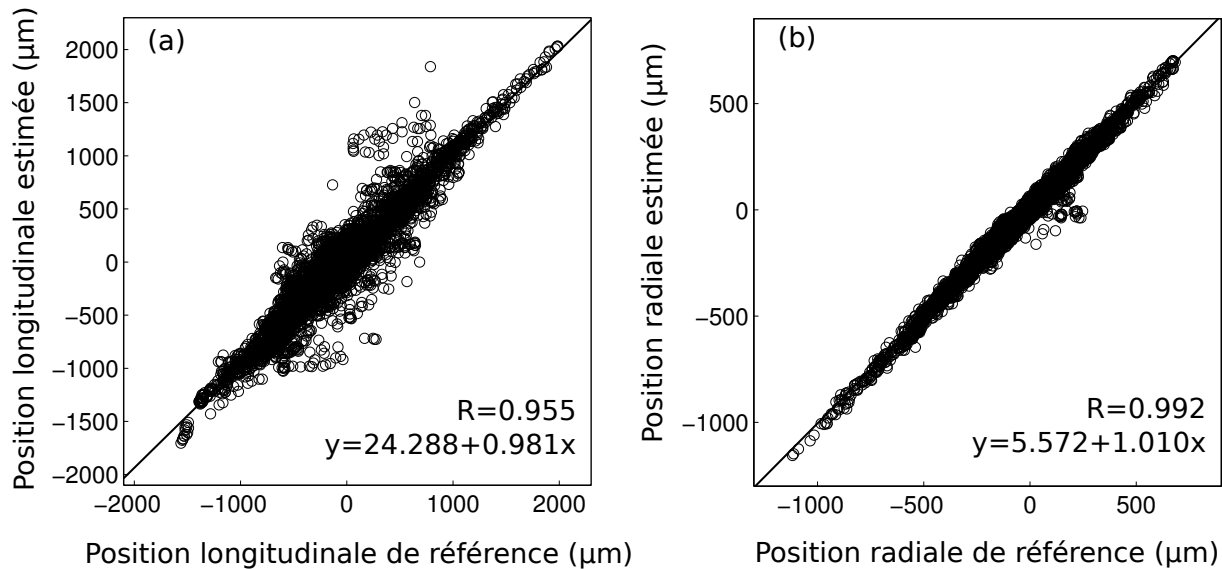 (a)
Position longitudinale estimée (µm)
2000
1500
1000
500
0
−500
−1000
−1500
−2000
R=0.955
y=24.288+0.981x
−2000 −1000 0 1000 2000
Position longitudinale de référence (µm)
(b)
Position radiale estimée (µm)
500
0
−500
−1000
R=0.992
y=5.572+1.010x
−1000 −500 0 500
Position radiale de référence (µm)